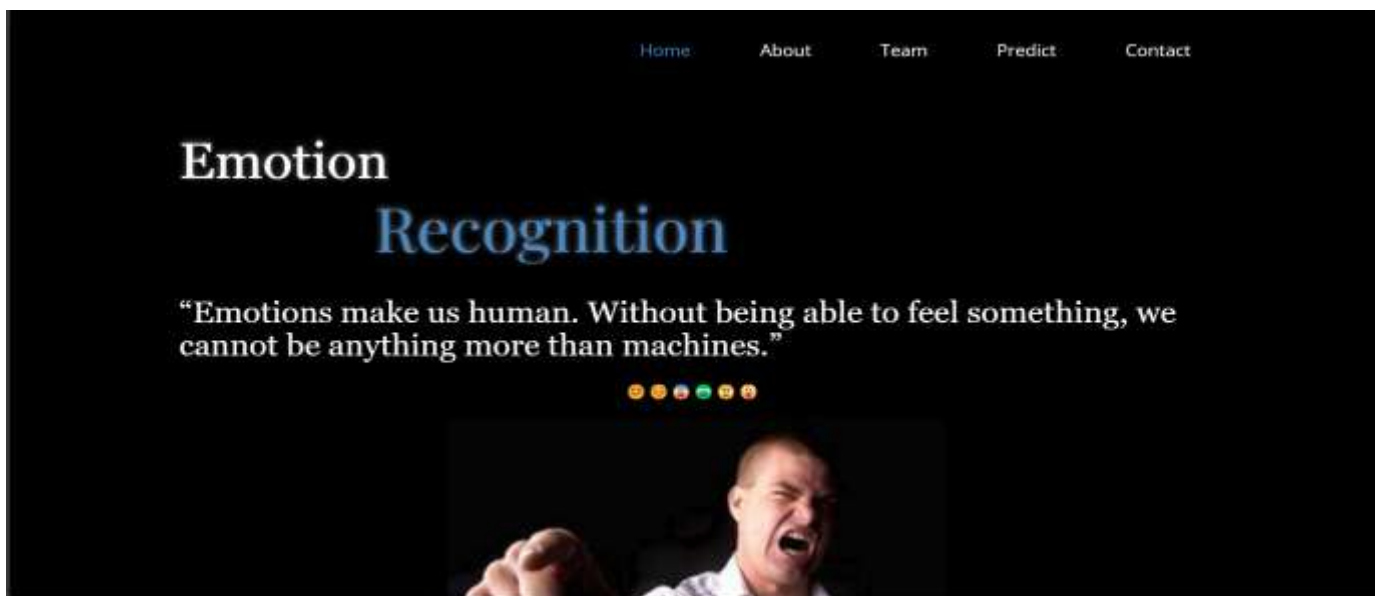 Home About Team Predict Contact
Emotion
Recognition
“Emotions make us human. Without being able to feel something, we
cannot be anything more than machines.”